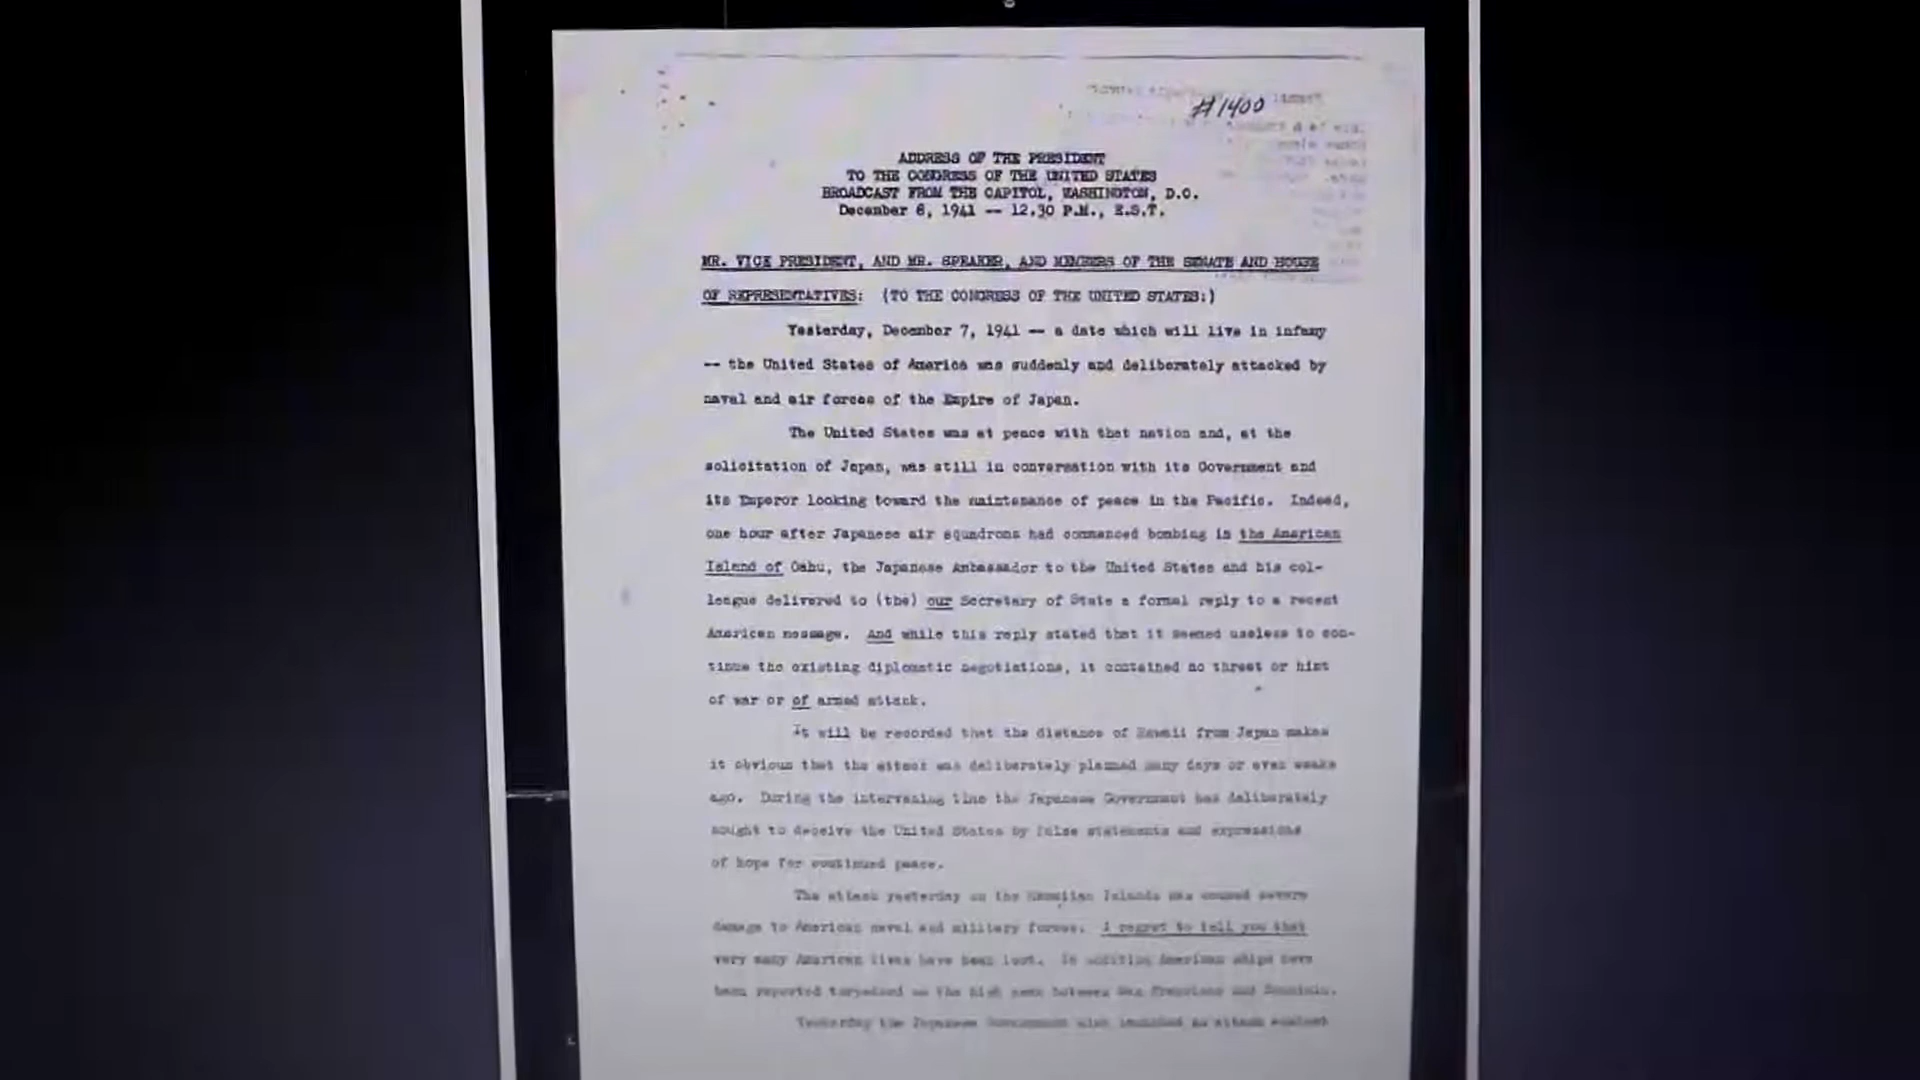 #1400
ADDRESS OF THE PRESIDENT
TO THE CONGRESS OF THE UNITED STATES
BROADCAST FROM THE CAPITOL, WASHINGTON, D.C.
December 8, 1941 -- 12.30 P.M., E.S.T.
MR. VICE PRESIDENT, AND MR. SPEAKER, AND MEMBERS OF THE SENATE AND HOUSE
OF REPRESENTATIVES: (TO THE CONGRESS OF THE UNITED STATES:)
Yesterday, December 7, 1941 -- a date which will live in infamy
-- the United States of America was suddenly and deliberately attacked by
naval and air forces of the Empire of Japan.
The United States was at peace with that nation and, at the
solicitation of Japan, was still in conversation with its Government and
its Emperor looking toward the maintenance of peace in the Pacific. Indeed,
one hour after Japanese air squadrons had commenced bombing in the American
Island of Oahu, the Japanese Ambassador to the United States and his col-
league delivered to (the) our Secretary of State a formal reply to a recent
American message. And while this reply stated that it seemed useless to con-
tinue the existing diplomatic negotiations, it contained no threat or hint
of war or of armed attack.
It will be recorded that the distance of Hawaii from Japan makes
it obvious that the attack was deliberately planned many days or even weeks
ago. During the intervening time the Japanese Government has deliberately
sought to deceive the United States by false statements and expressions
of hope for continued peace.
The attack yesterday on the Hawaiian Islands has caused severe
damage to American naval and military forces. I regret to tell you that
very many American lives have been lost. In addition American ships have
been reported torpedoed on the high seas between San Francisco and Honolulu.
Yesterday the Japanese Government also launched an attack against